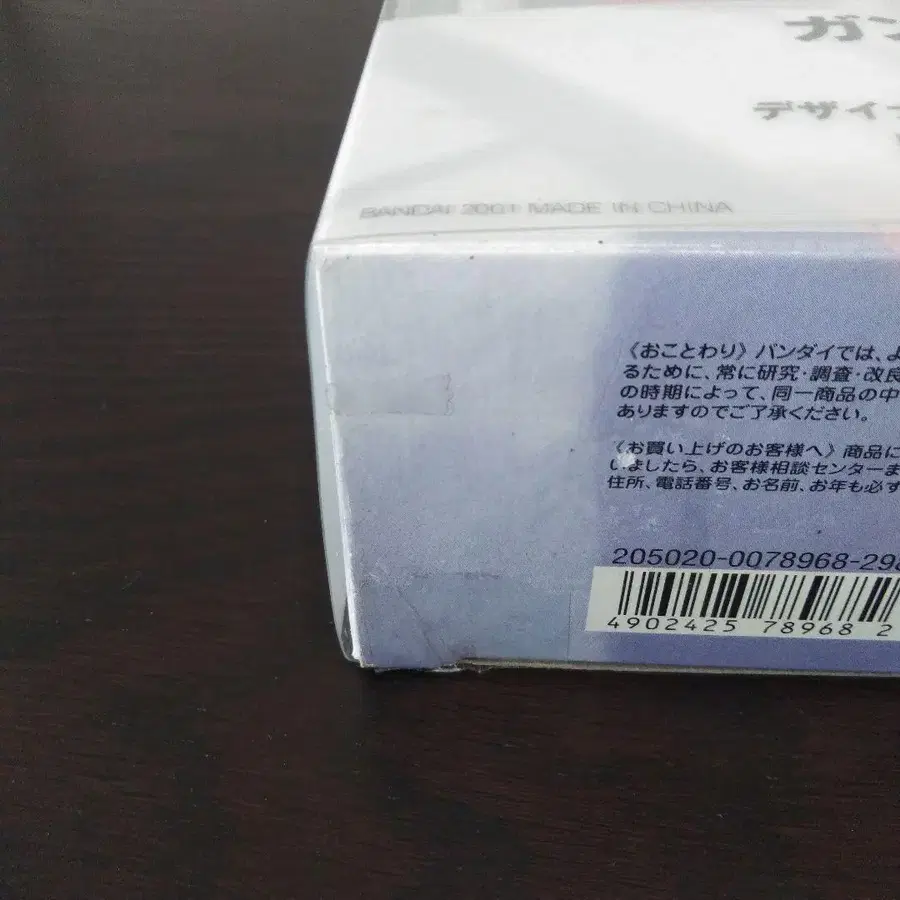 ガン
デザイナ
BANDAI 2001 MADE IN CHINA
《おことわり》バンダイでは、よ
るために、常に研究・調査・改良
の時期によって、同一商品の中
ありますのでご了承ください。
《お買い上げのお客様へ》商品に
いましたら、お客様相談センターま
住所、電話番号、お名前、お年も必ず
205020-0078968-298
4902425 78968 2